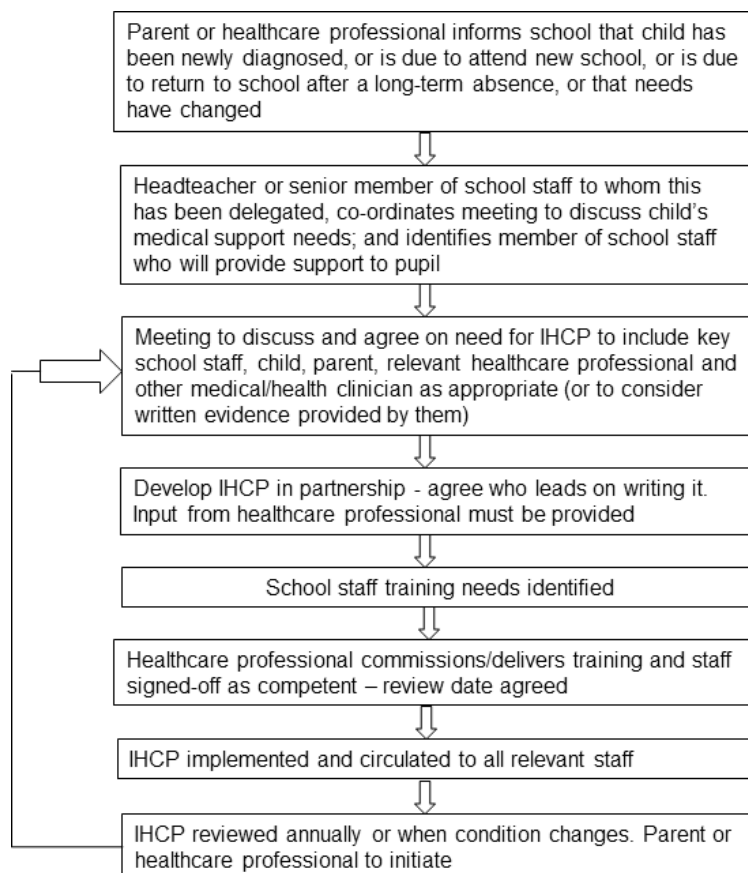 Parent or healthcare professional informs school that child has
been newly diagnosed, or is due to attend new school, or is due
to return to school after a long-term absence, or that needs
have changed
Headteacher or senior member of school staff to whom this
has been delegated, co-ordinates meeting to discuss child's
medical support needs; and identifies member of school staff
who will provide support to pupil
Meeting to discuss and agree on need for IHCP to include key
school staff, child, parent, relevant healthcare professional and
other medical/health clinician as appropriate (or to consider
written evidence provided by them)
Develop IHCP in partnership - agree who leads on writing it.
Input from healthcare professional must be provided
School staff training needs identified
Healthcare professional commissions/delivers training and staff
signed-off as competent – review date agreed
IHCP implemented and circulated to all relevant staff
IHCP reviewed annually or when condition changes. Parent or
healthcare professional to initiate